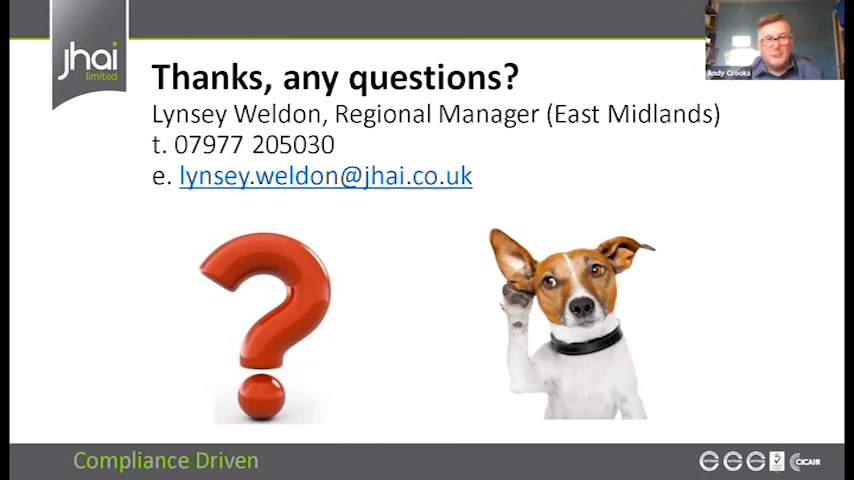 jhai
limited
Thanks, any questions?
Lynsey Weldon, Regional Manager (East Midlands)
t. 07977 205030
e. lynsey.weldon@jhai.co.uk
Andy Crooks
Compliance Driven
CICAIR